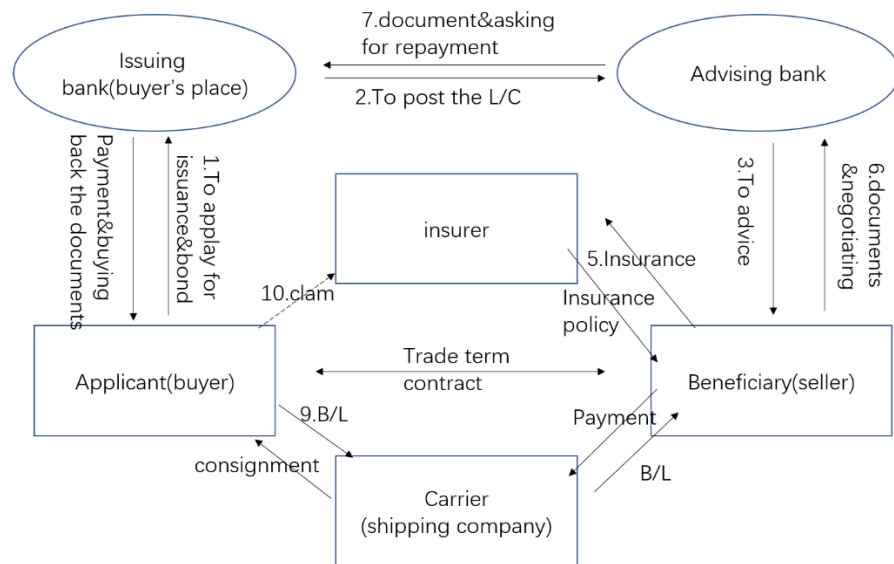 7.document&asking
for repayment
Issuing
bank(buyer's place)
Advising bank
2.To post the L/C
Payment&buying
back the documents
1.To applay for
issuance&bond
3.To advice
6.documents
&negotiating
insurer
5.Insurance
10.clam
Insurance
policy
Applicant(buyer)
Trade term
contract
Beneficiary(seller)
9.B/L
Payment
consignment
B/L
Carrier
(shipping company)